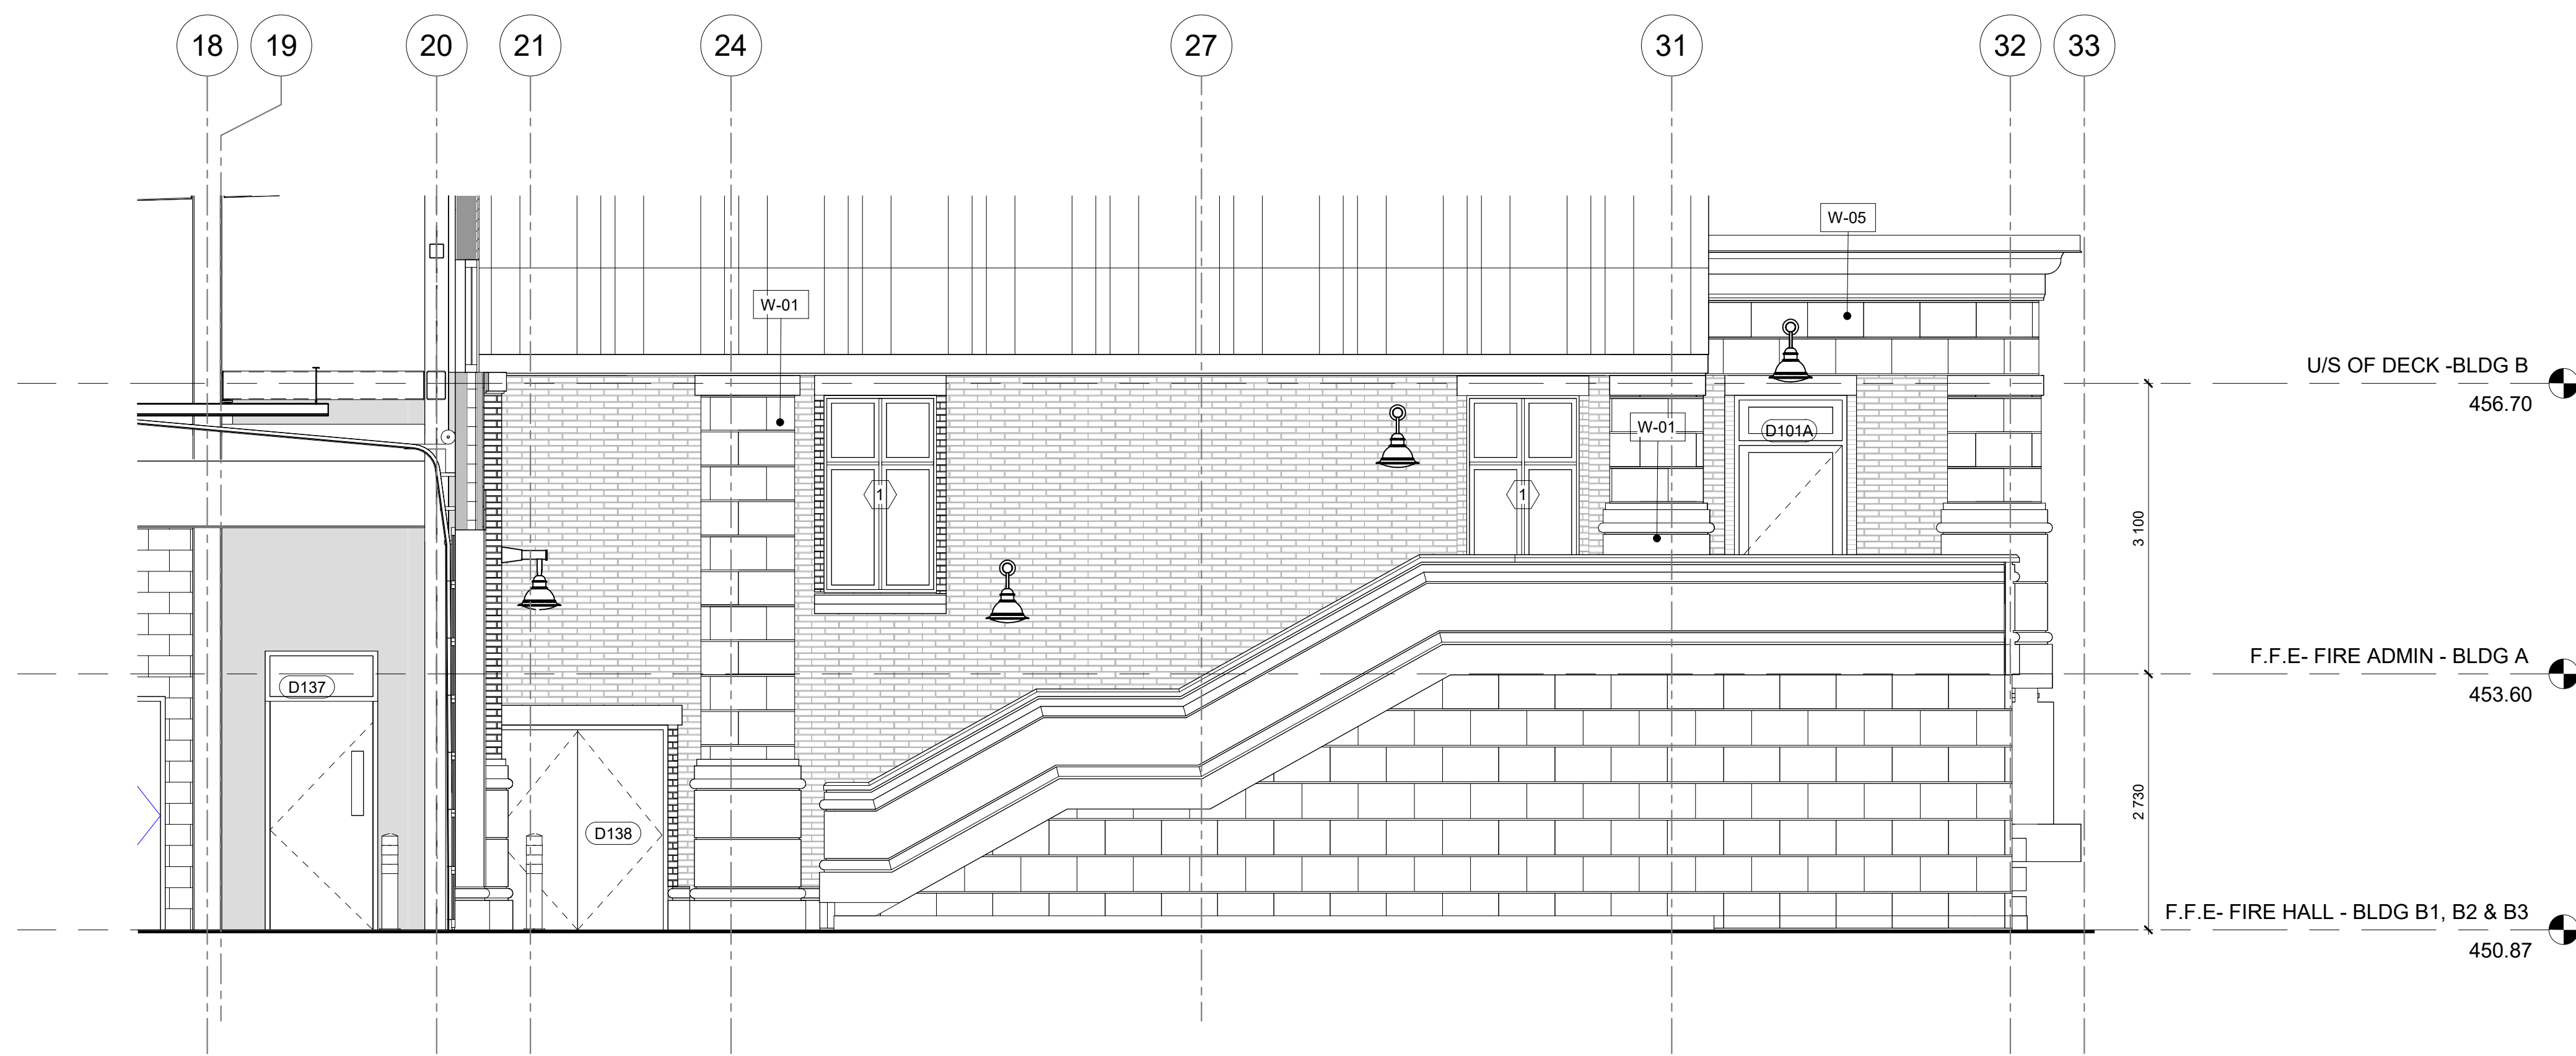 18
19
20
21
24
27
31
32
33
W-05
W-01
U/S OF DECK -BLDG B
456.70
W-01
D101A
1
1
3 100
F.F.E- FIRE ADMIN - BLDG A
453.60
D137
D138
2 730
F.F.E- FIRE HALL - BLDG B1, B2 & B3
450.87